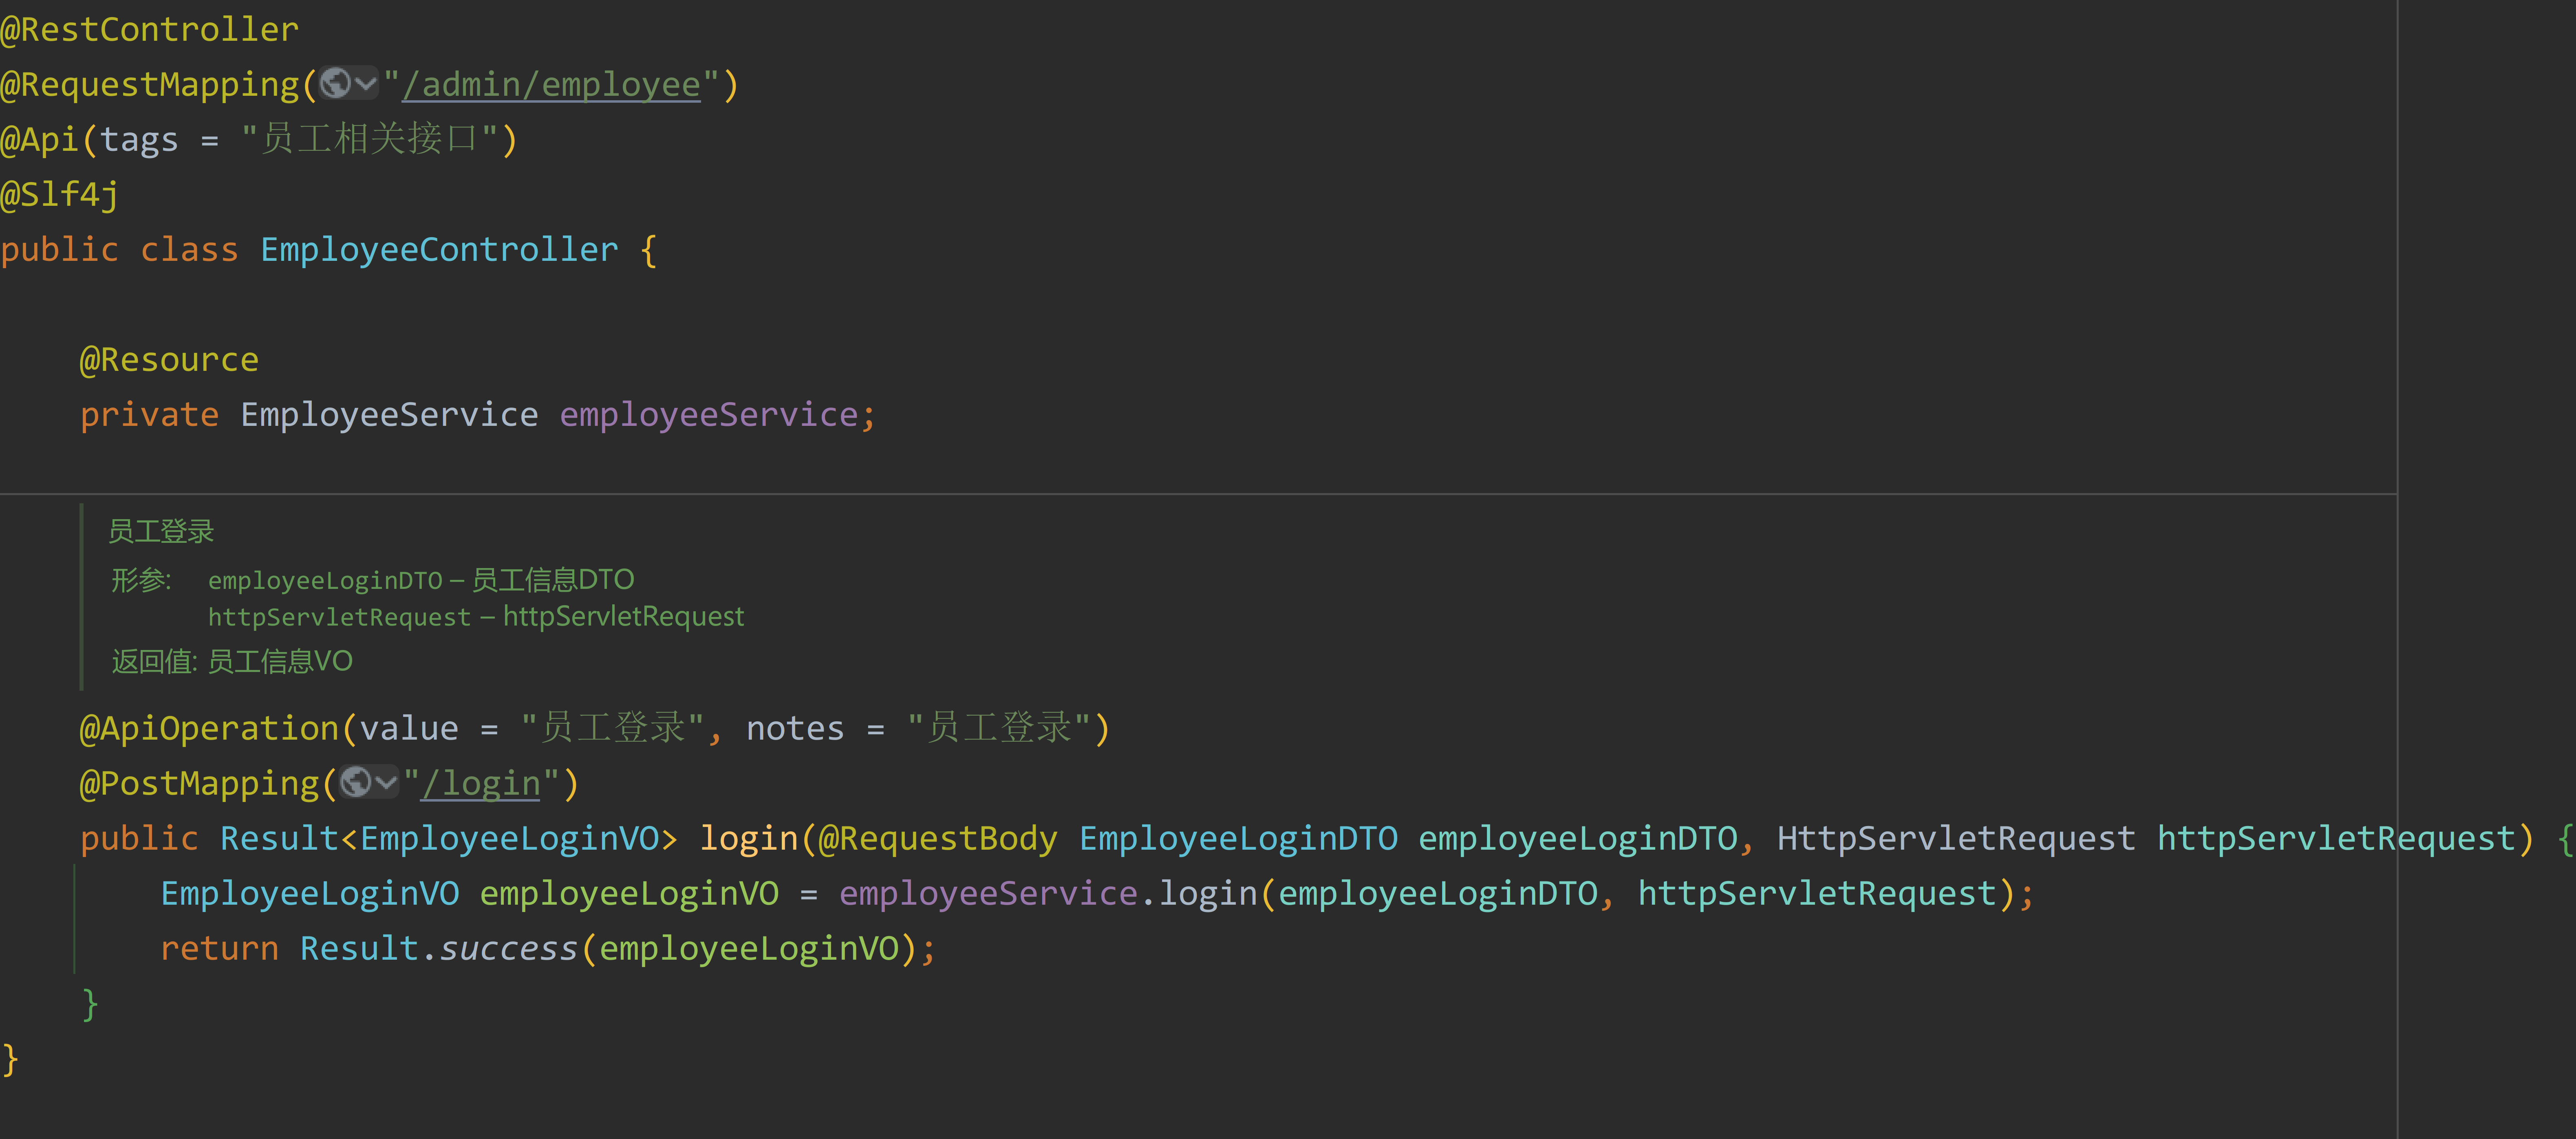 @RestController
@RequestMapping("/admin/employee")
@Api(tags = "员工相关接口")
@Slf4j
public class EmployeeController {
@Resource
private EmployeeService employeeService;
员工登录
形参: employeeLoginDTO – 员工信息DTO
httpServletRequest – httpServletRequest
返回值: 员工信息VO
@ApiOperation(value = "员工登录", notes = "员工登录")
@PostMapping("/login")
public Result<EmployeeLoginVO> login(@RequestBody EmployeeLoginDTO employeeLoginDTO, HttpServletRequest httpServletRequest) {
EmployeeLoginVO employeeLoginVO = employeeService.login(employeeLoginDTO, httpServletRequest);
return Result.success(employeeLoginVO);
}
}